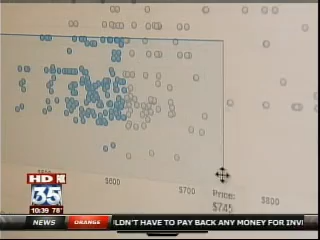 $600
$700
Price:
$745
$800
HD
35
10:39 78°
NEWS
ORANGE
LDN'T HAVE TO PAY BACK ANY MONEY FOR INVE